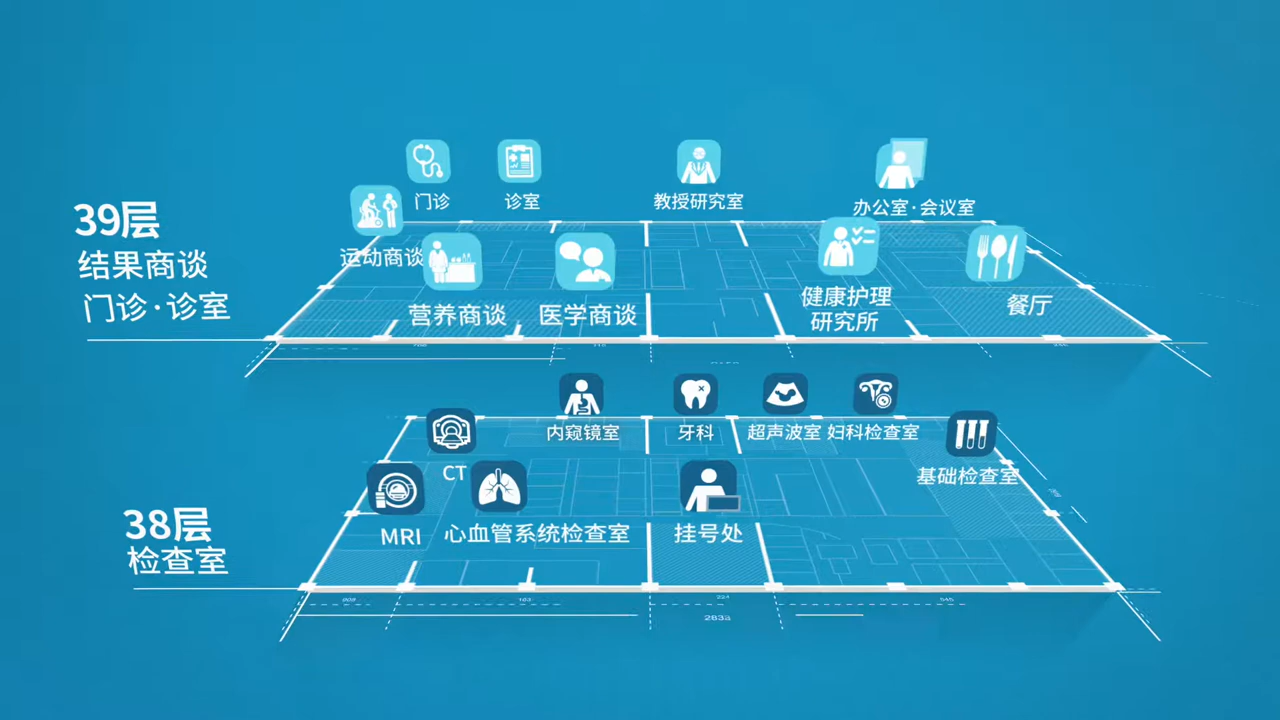 门诊
诊室
教授研究室
办公室·会议室
39层
结果商谈
门诊·诊室
运动商谈
营养商谈
医学商谈
健康护理
研究所
餐厅
内窥镜室
牙科
超声波室
妇科检查室
CT
基础检查室
38层
检查室
MRI
心血管系统检查室
挂号处